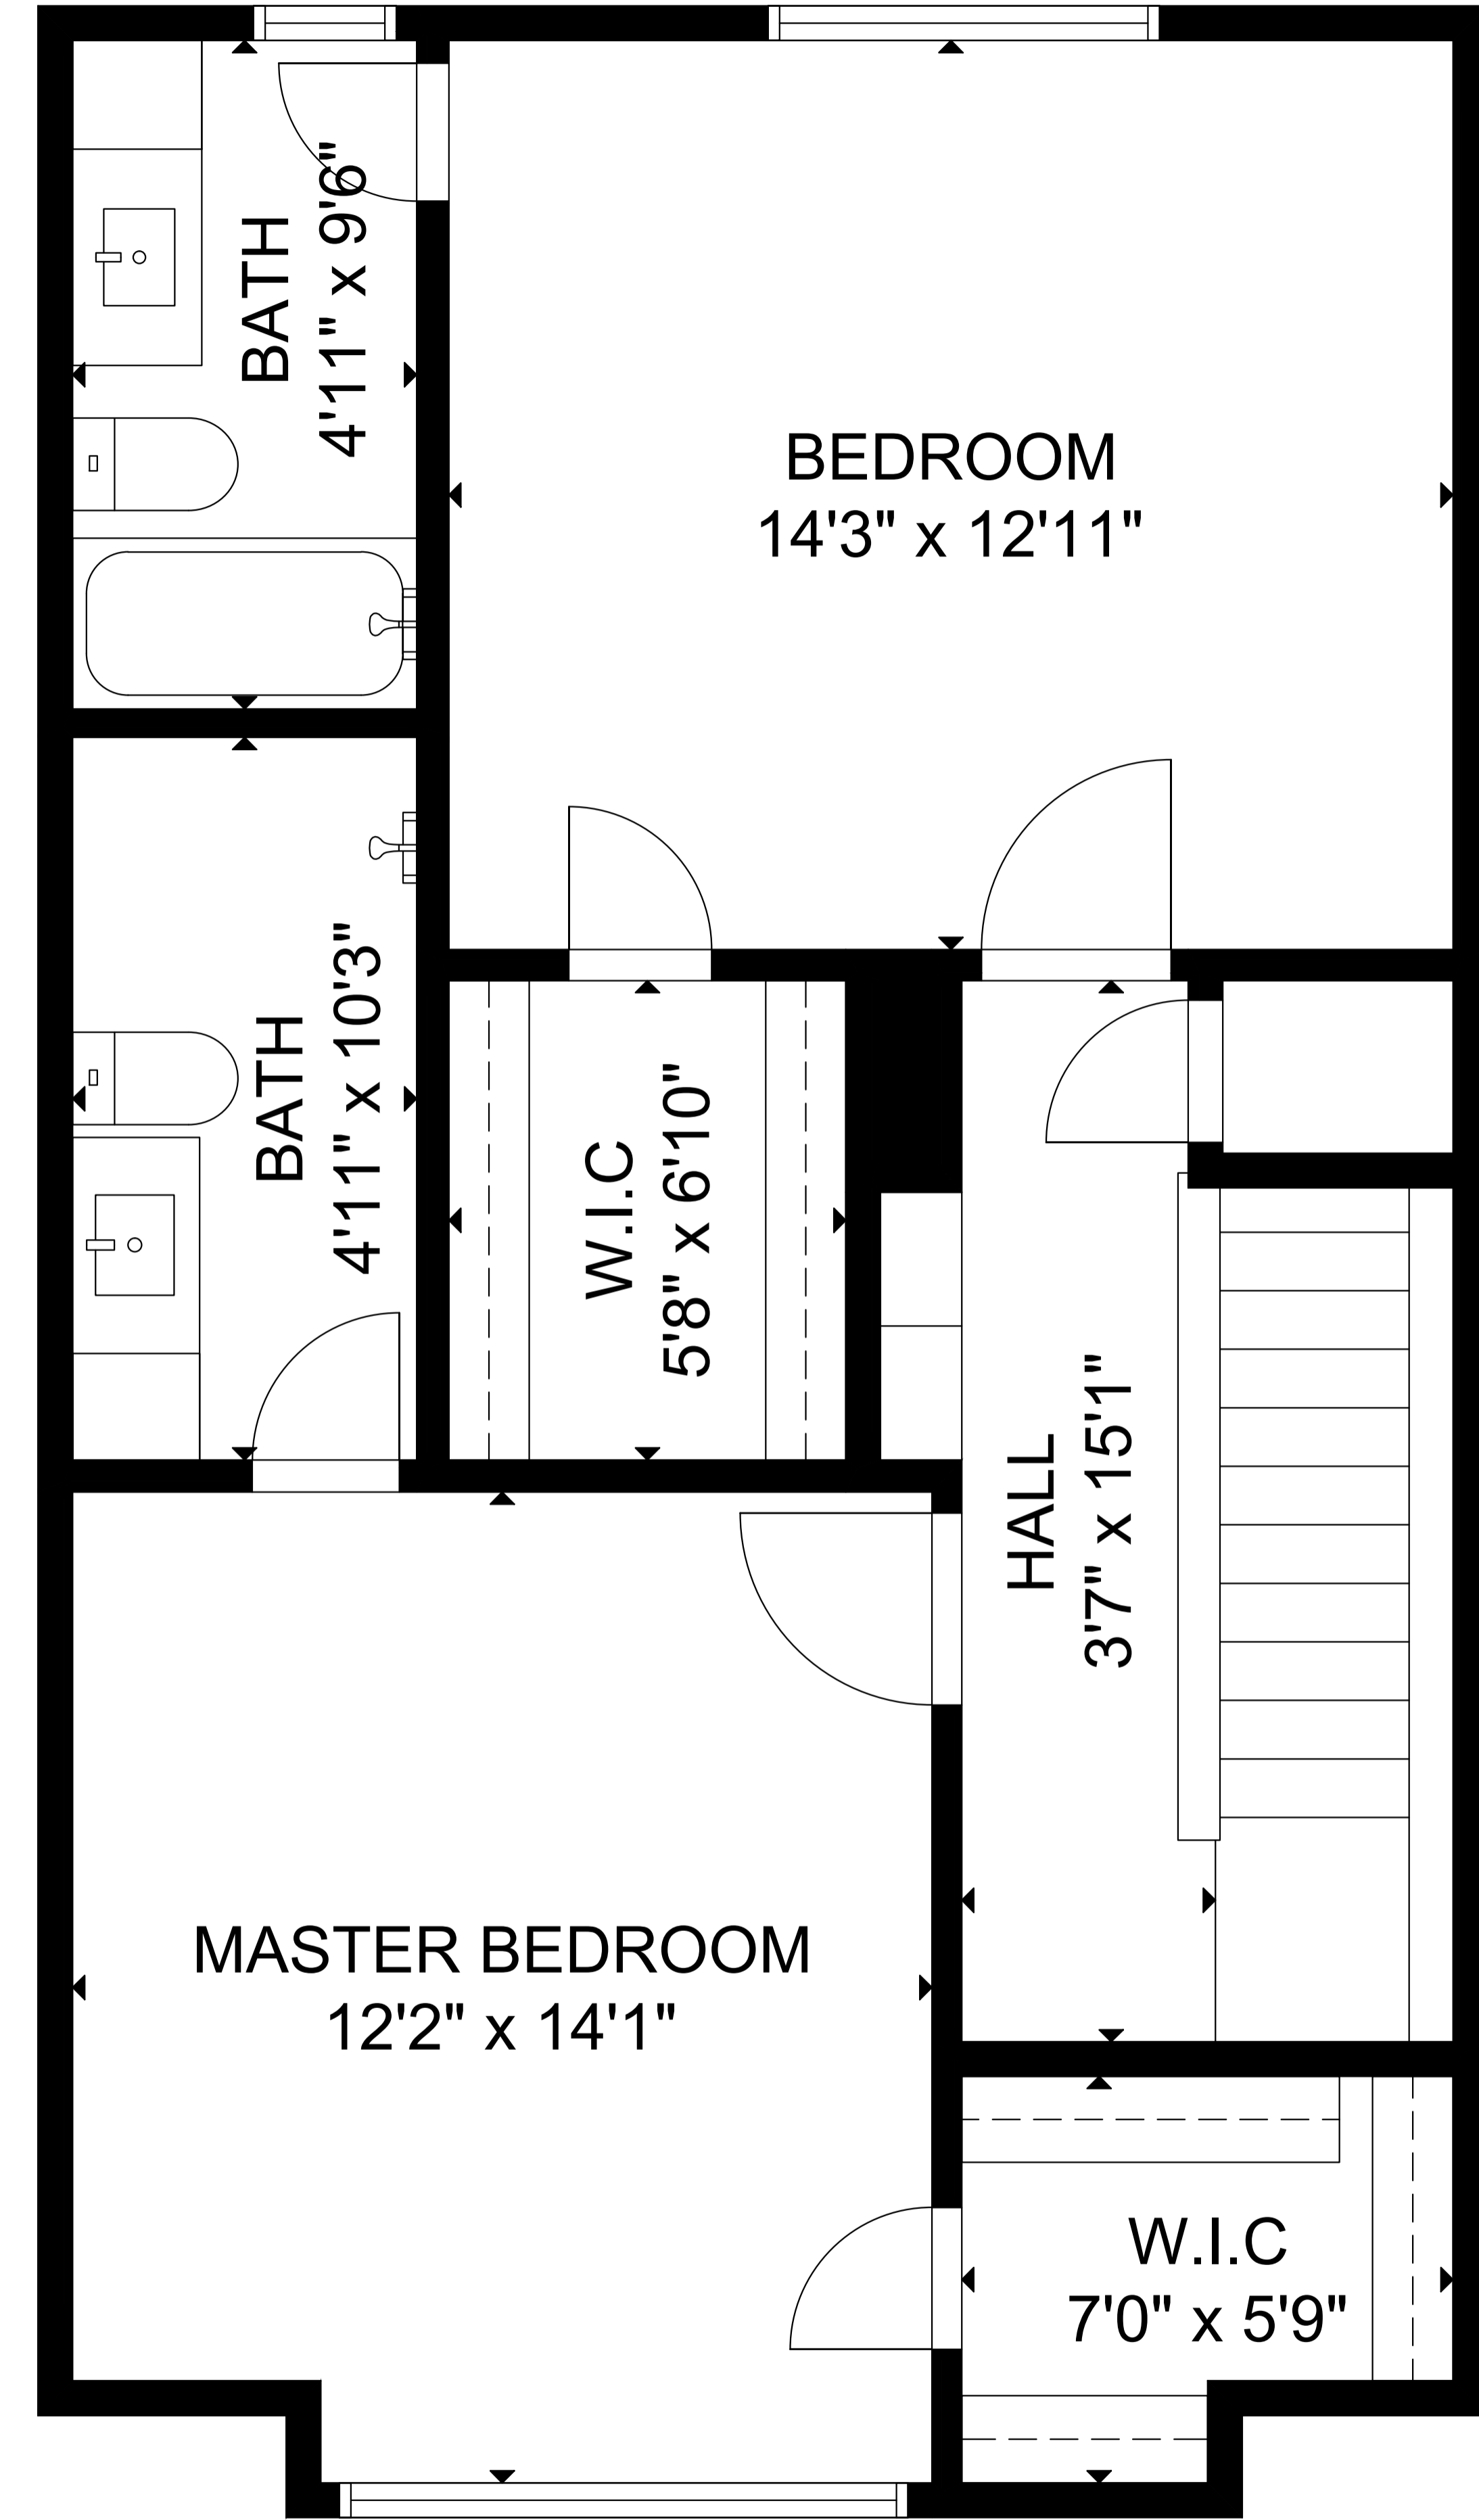 BATH
4'11" x 9'6"
BEDROOM
14'3" x 12'11"
BATH
4'11" x 10'3"
W.I.C
5'8" x 6'10"
HALL
3'7" x 15'1"
MASTER BEDROOM
12'2" x 14'1"
W.I.C
7'0" x 5'9"